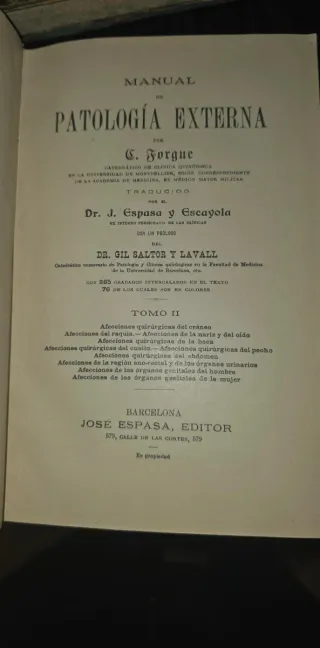 MANUAL
DE
PATOLOGÍA EXTERNA
POR
C. Forgue
CATEDRÁTICO DE CLÍNICA QUIRÚRGICA
EN LA UNIVERSIDAD DE MONTPELLIER, SOCIO CORRESPONDIENTE
DE LA ACADEMIA DE MEDICINA, EX MÉDICO MAYOR MILITAR
TRADUCIDO
POR EL
Dr. J. Espasa y Escayola
EX INTERNO PENSIONADO DE LAS CLÍNICAS
CON UN PRÓLOGO
DEL
DR. GIL SALTOR Y LAVALL
Catedrático numerario de Patología y clínica quirúrgicas en la Facultad de Medicina
de la Universidad de Barcelona, etc.
CON 265 GRABADOS INTERCALADOS EN EL TEXTO
76 DE LOS CUALES SON EN COLORES
TOMO II
Afecciones quirúrgicas del cráneo
Afecciones del raquis.—Afecciones de la nariz y del oído
Afecciones quirúrgicas de la boca
Afecciones quirúrgicas del cuello.—Afecciones quirúrgicas del pecho
Afecciones quirúrgicas del abdomen
Afecciones de la región ano-rectal y de los órganos urinarios
Afecciones de los órganos genitales del hombre
Afecciones de los órganos genitales de la mujer
BARCELONA
JOSÉ ESPASA, EDITOR
579, CALLE DE LAS CORTES, 579
Es propiedad